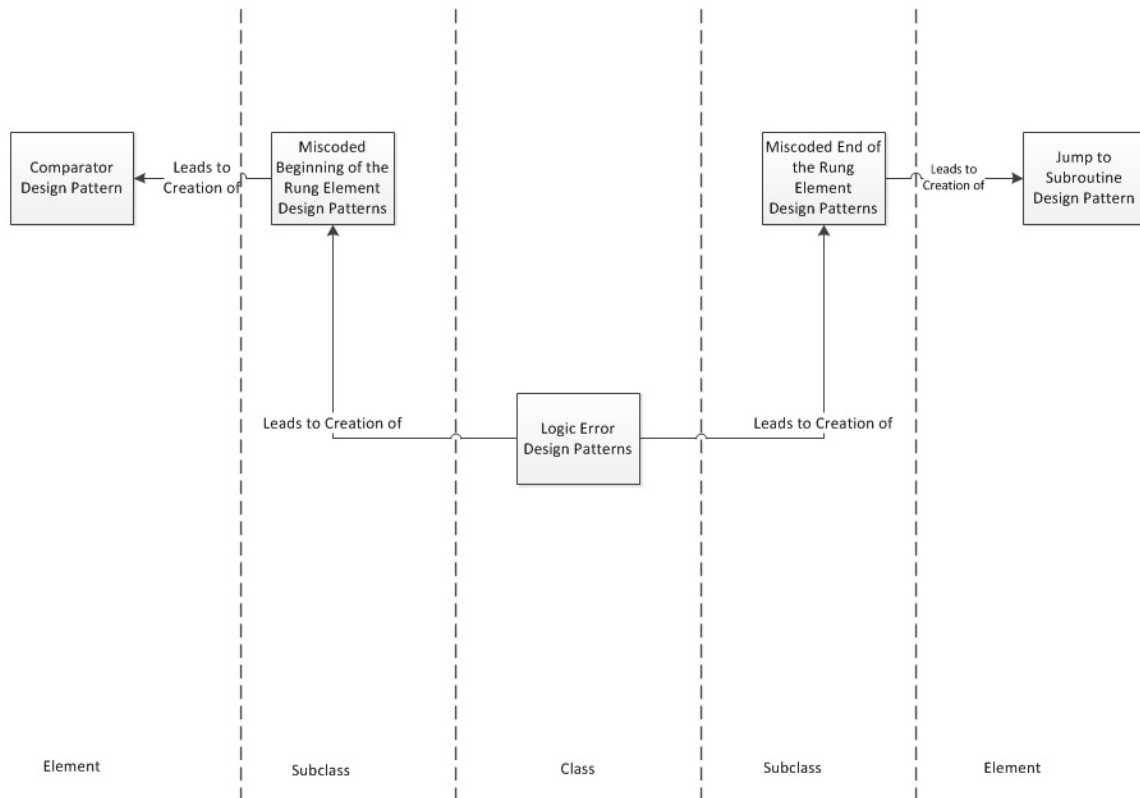 Comparator
Design Pattern
Leads to
Creation of
Miscoded
Beginning of the
Rung Element
Design Patterns
Miscoded End of
the Rung
Element
Design Patterns
Leads to
Creation of
Jump to
Subroutine
Design Pattern
Leads to Creation of
Logic Error
Design Patterns
Leads to Creation of
Element
Subclass
Class
Subclass
Element